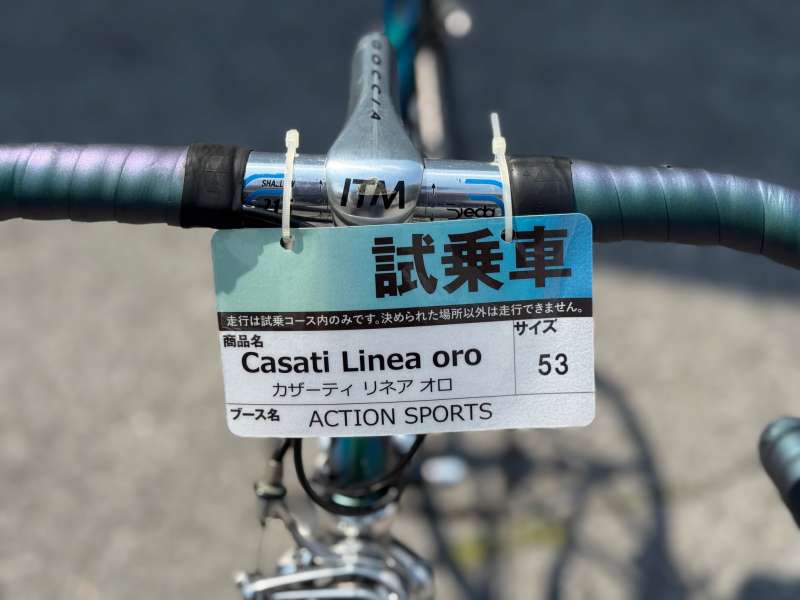 GOCCIA
ITM
SHALLOW
Deda
試乗車
走行は試乗コース内のみです。決められた場所以外は走行できません。
商品名
サイズ
Casati Linea oro
53
カザーティ リネア オロ
ブース名
ACTION SPORTS